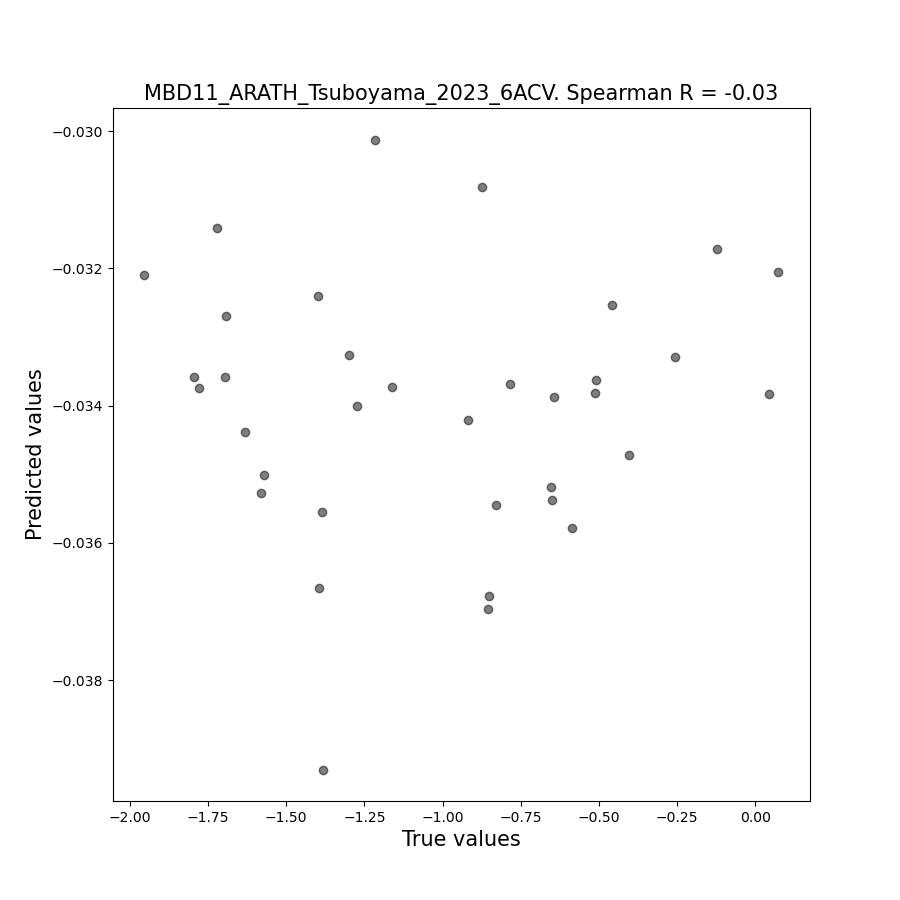 MBD11_ARATH_Tsuboyama_2023_6ACV. Spearman R = -0.03
Predicted values
−0.030
−0.032
−0.034
−0.036
−0.038
−2.00 −1.75 −1.50 −1.25 −1.00 −0.75 −0.50 −0.25 0.00
True values